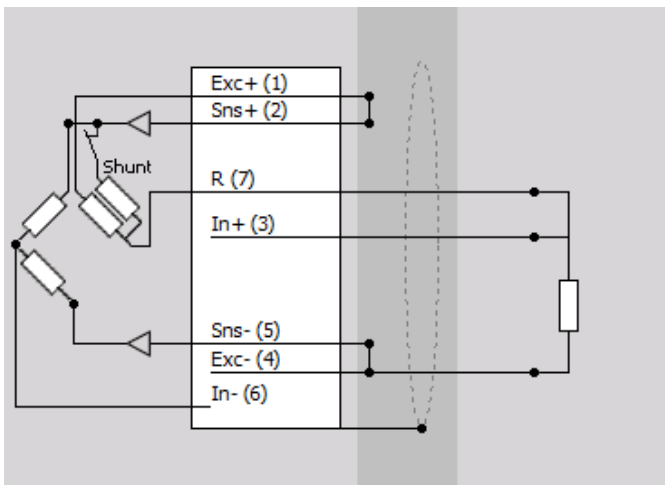 Exc+ (1)
Sns+ (2)
Shunt
R (7)
In+ (3)
Sns- (5)
Exc- (4)
In- (6)